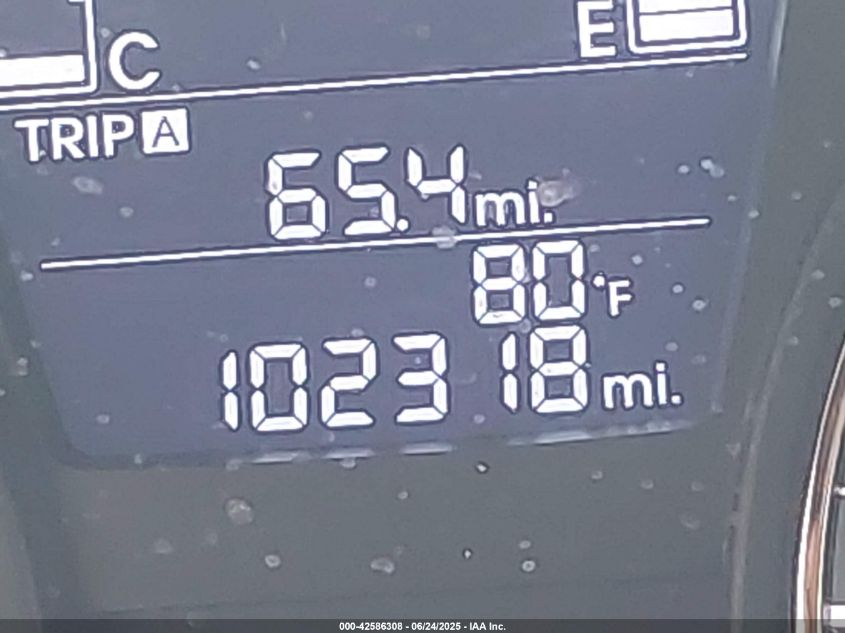 C E
TRIP A
65.4 mi.
80 °F
102318 mi.
000-42586308 - 06/24/2025 - IAA Inc.